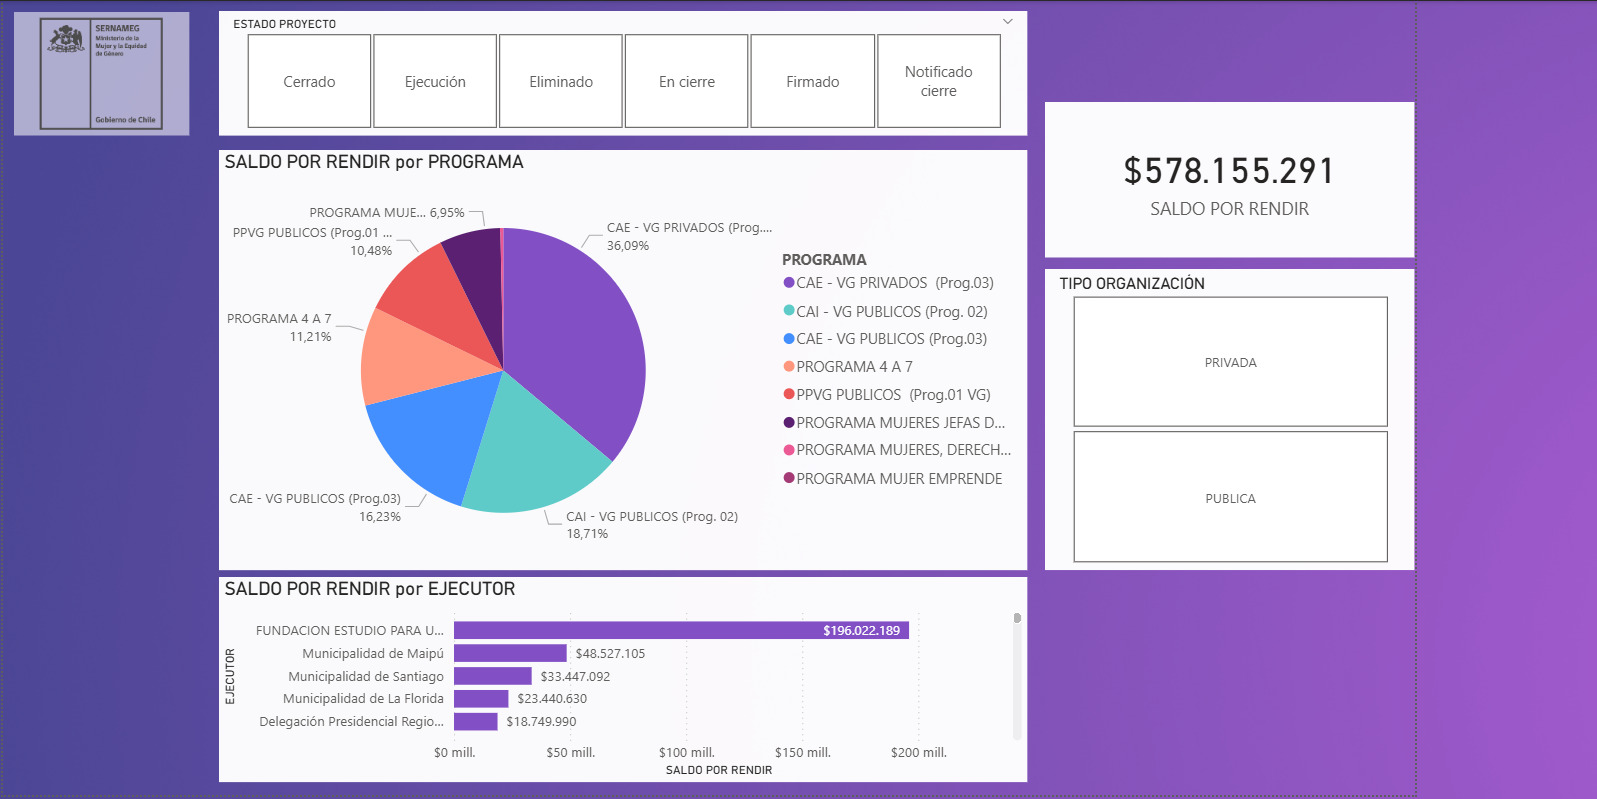 SERNAMEG
Ministerio de la
Mujer y la Equidad
de Género
Gobierno de Chile
ESTADO PROYECTO
Cerrado
Ejecución
Eliminado
En cierre
Firmado
Notificado
cierre
SALDO POR RENDIR por PROGRAMA
PROGRAMA MUJE... 6,95%
PPVG PUBLICOS (Prog.01 ...
10,48%
PROGRAMA 4 A 7
11,21%
CAE - VG PUBLICOS (Prog.03)
16,23%
CAI - VG PUBLICOS (Prog. 02)
18,71%
CAE - VG PRIVADOS (Prog....
36,09%
PROGRAMA
CAE - VG PRIVADOS (Prog.03)
CAI - VG PUBLICOS (Prog. 02)
CAE - VG PUBLICOS (Prog.03)
PROGRAMA 4 A 7
PPVG PUBLICOS (Prog.01 VG)
PROGRAMA MUJERES JEFAS D...
PROGRAMA MUJERES, DERECH...
PROGRAMA MUJER EMPRENDE
$578.155.291
SALDO POR RENDIR
TIPO ORGANIZACIÓN
PRIVADA
PUBLICA
SALDO POR RENDIR por EJECUTOR
EJECUTOR
FUNDACION ESTUDIO PARA U... $196.022.189
Municipalidad de Maipú $48.527.105
Municipalidad de Santiago $33.447.092
Municipalidad de La Florida $23.440.630
Delegación Presidencial Regio... $18.749.990
$0 mill. $50 mill. $100 mill. $150 mill. $200 mill.
SALDO POR RENDIR